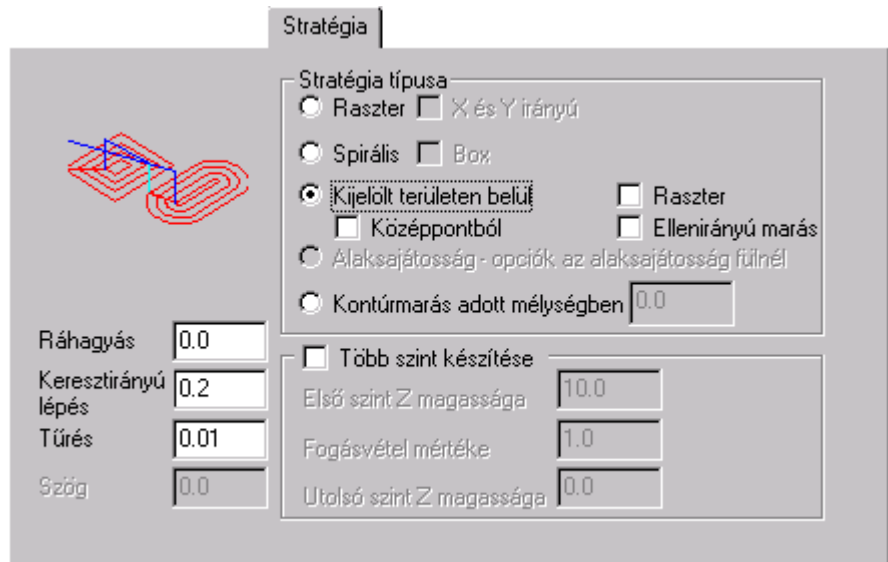 Stratégia
Stratégia típusa
Raszter X és Y irányú
Spirális Box
Kijelölt területen belül Raszter
Középpontból Ellenirányú marás
Alaksajátosság - opciók az alaksajátosság fülnél
Kontúrmarás adott mélységben 0.0
Ráhagyás 0.0
Keresztirányú lépés 0.2
Tűrés 0.01
Szög 0.0
Több szint készítése
Első szint Z magassága 10.0
Fogásvétel mértéke 1.0
Utolsó szint Z magassága 0.0